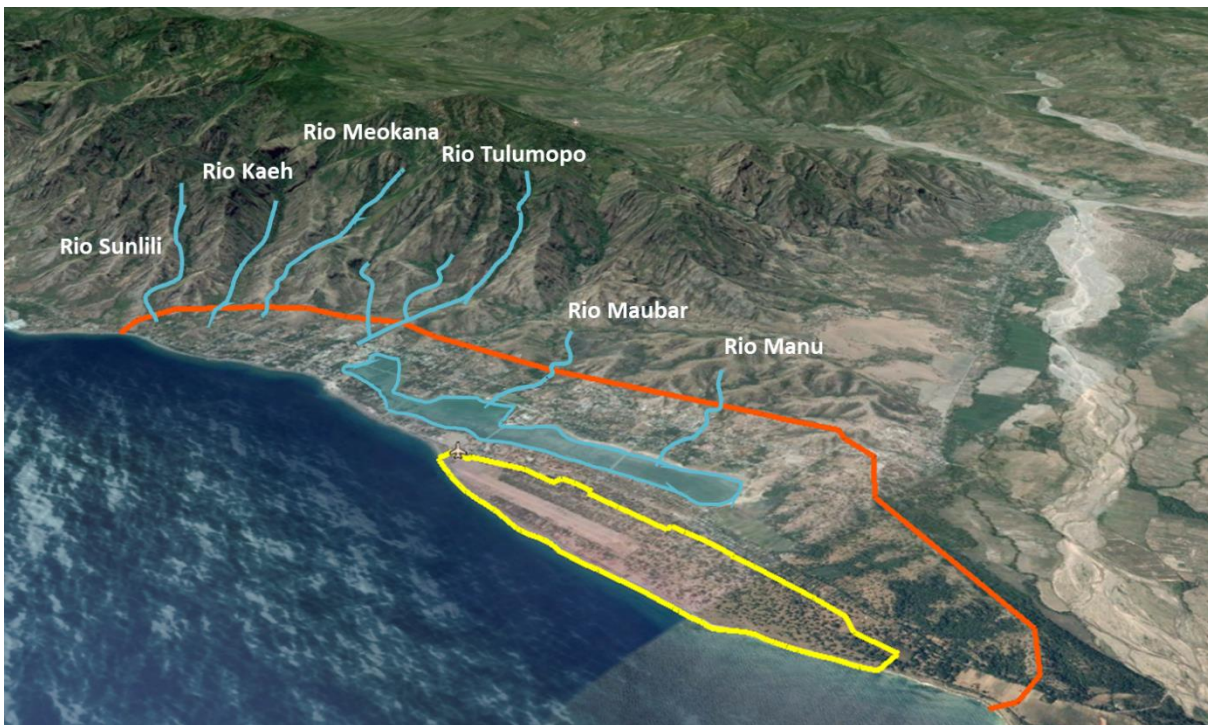 Rio Meokana
Rio Tulumopo
Rio Kaeh
Rio Sunlili
Rio Maubar
Rio Manu